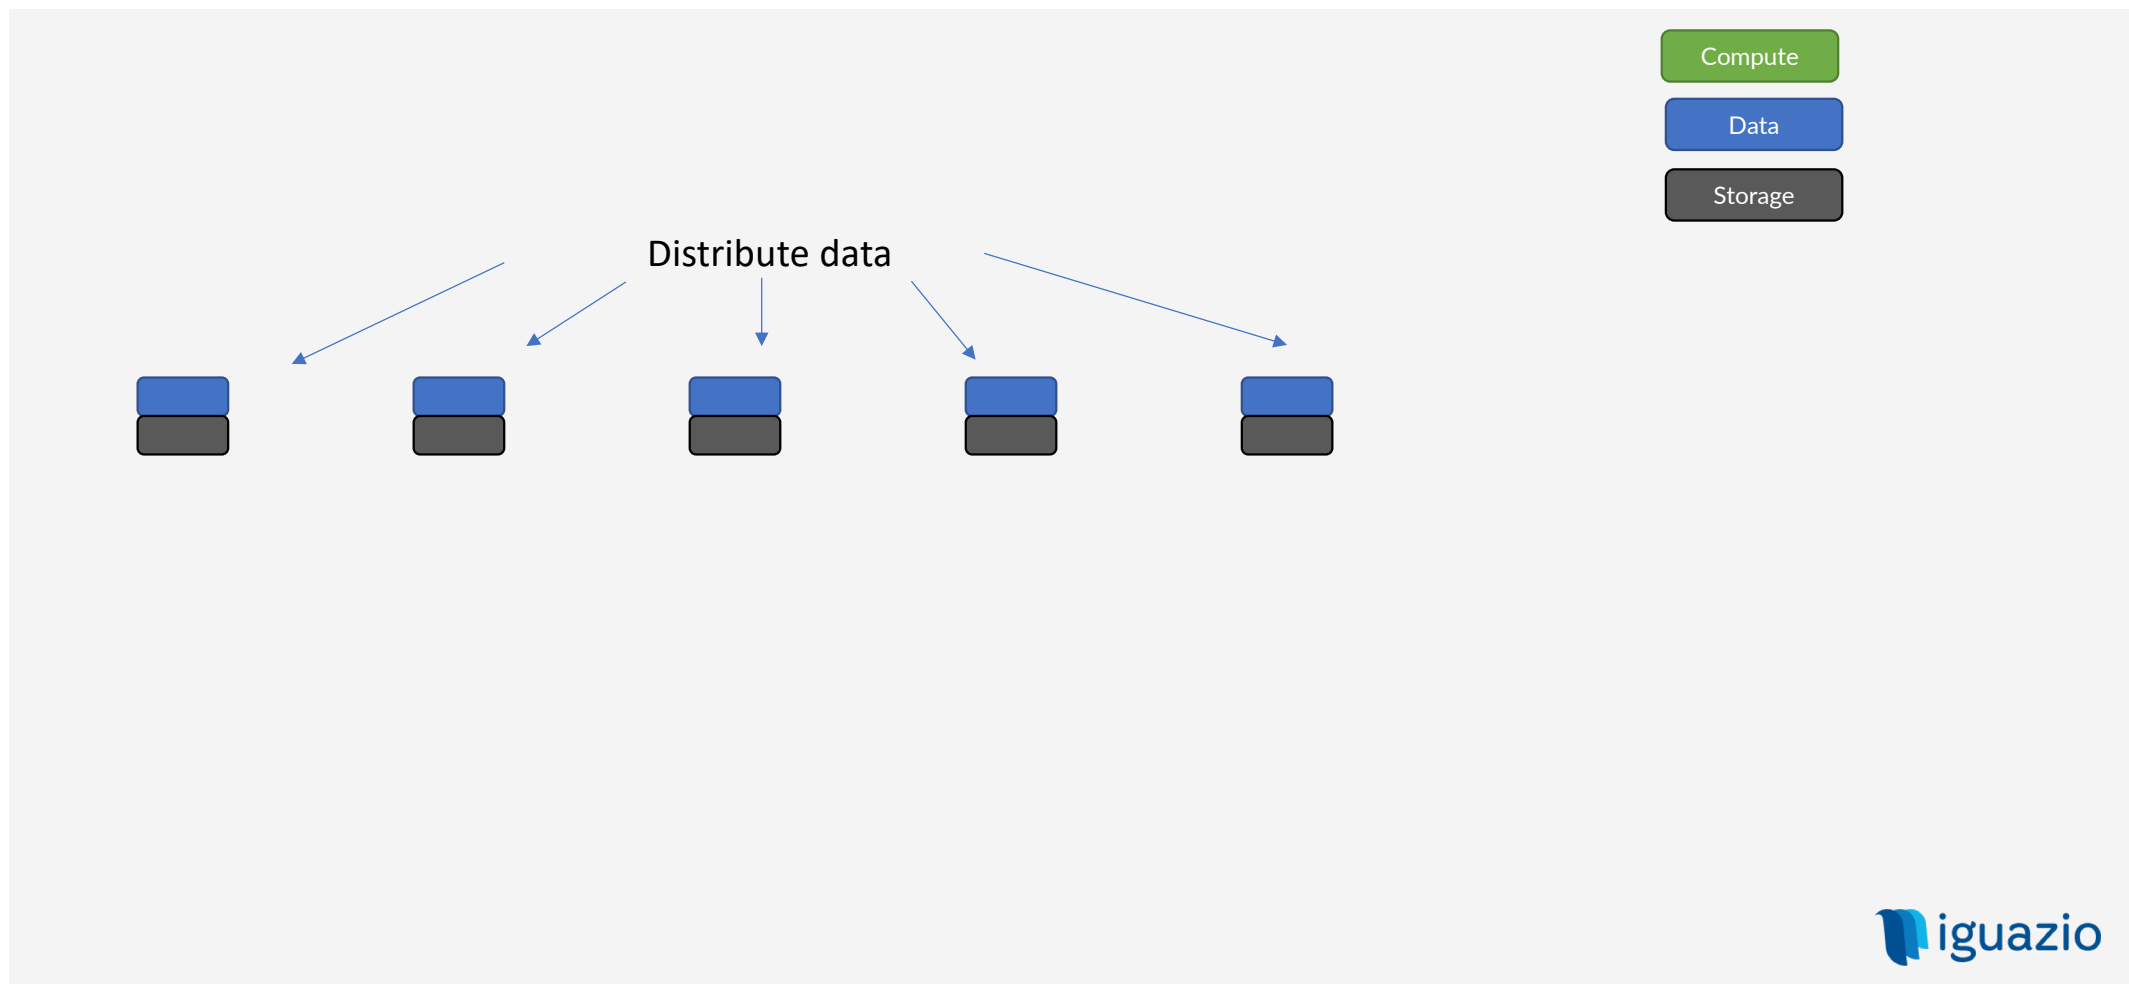 Compute
Data
Storage
Distribute data
iguazio